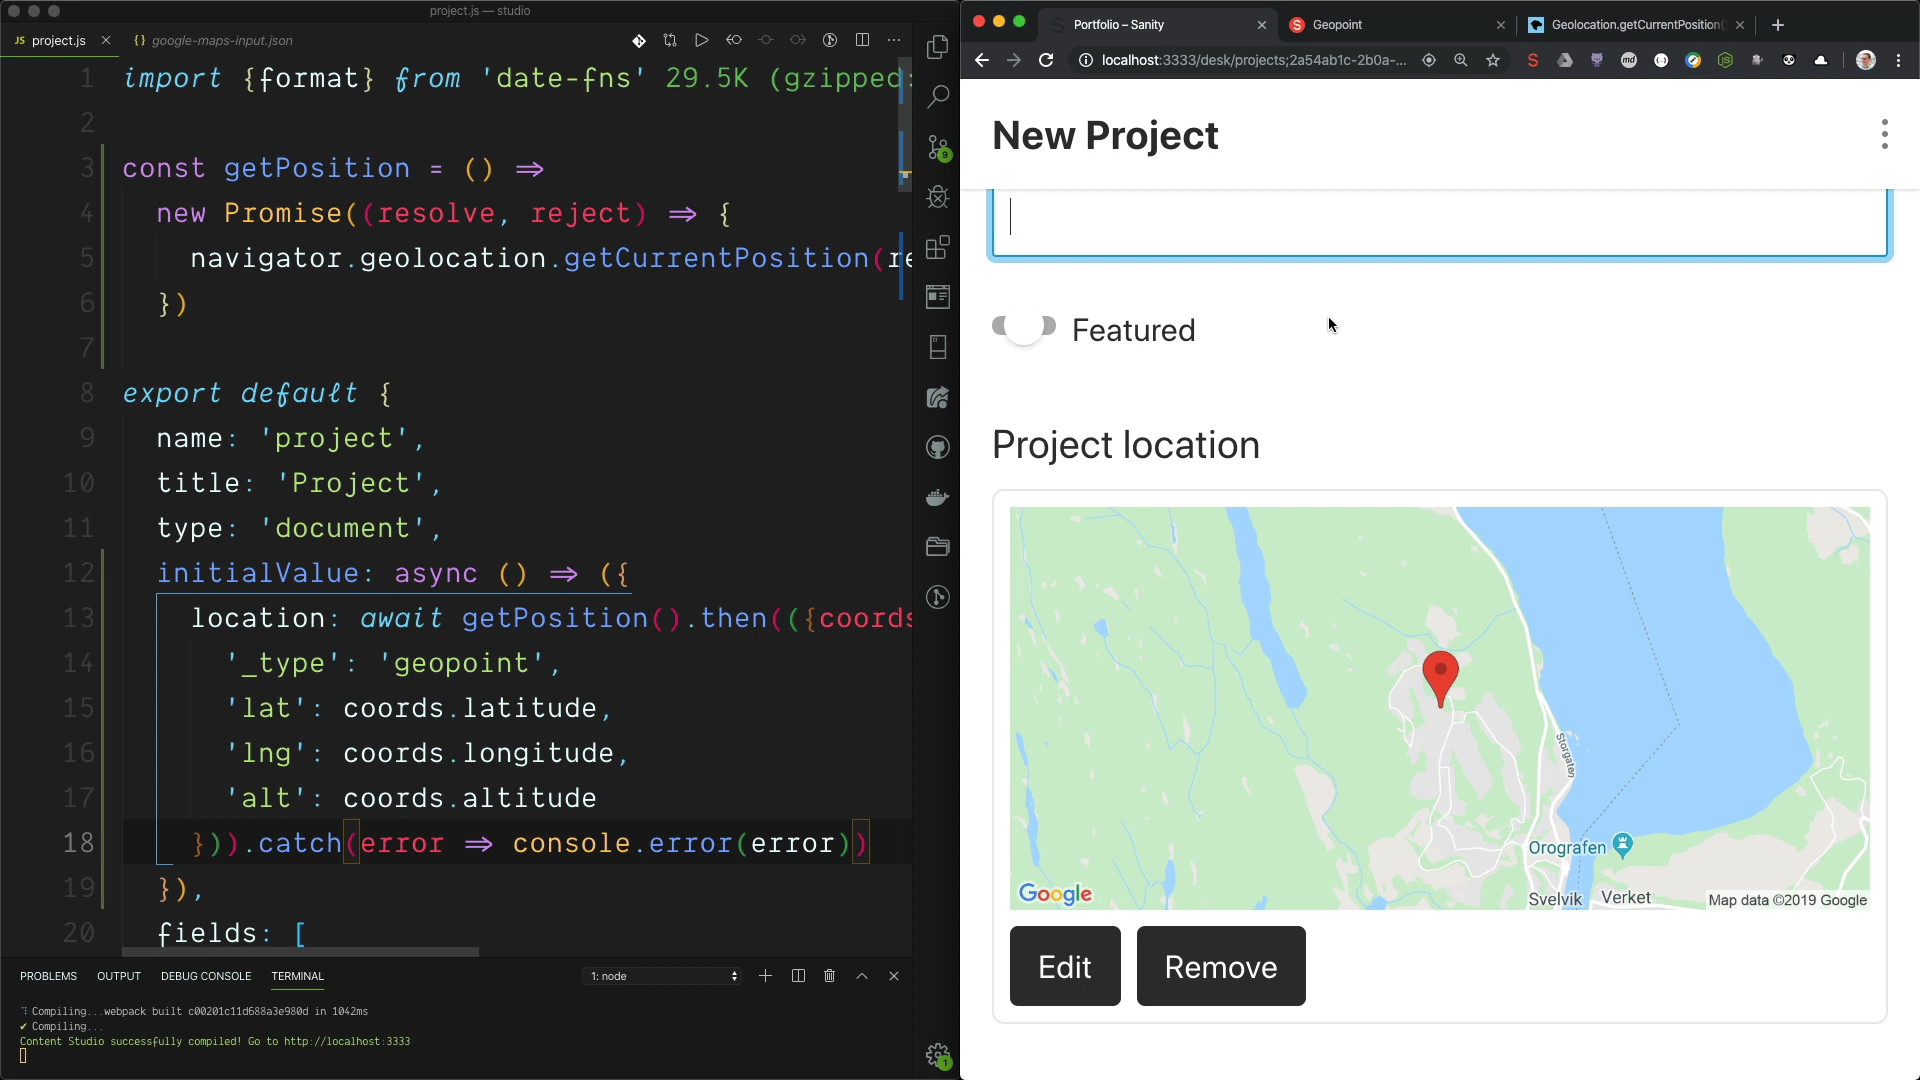 project.js — studio
JS project.js ×
{} google-maps-input.json
1 import {format} from 'date-fns' 29.5K (gzipped:
2
3 const getPosition = () ⇒
4 new Promise((resolve, reject) ⇒ {
5 navigator.geolocation.getCurrentPosition(re
6 })
7
8 export default {
9 name: 'project',
10 title: 'Project',
11 type: 'document',
12 initialValue: async () ⇒ ({
13 location: await getPosition().then(({coords
14 '_type': 'geopoint',
15 'lat': coords.latitude,
16 'lng': coords.longitude,
17 'alt': coords.altitude
18 })).catch(error ⇒ console.error(error))
19 }),
20 fields: [
9
1
PROBLEMS OUTPUT DEBUG CONSOLE TERMINAL 1: node
Compiling...webpack built c00201c11d688a3e980d in 1042ms
✔ Compiling...
Content Studio successfully compiled! Go to http://localhost:3333
Portfolio – Sanity
Geopoint
Geolocation.getCurrentPosition(
localhost:3333/desk/projects;2a54ab1c-2b0a-...
New Project
Featured
Project location
Storgaten
Orografen
Svelvik
Verket
Google
Map data ©2019 Google
Edit
Remove